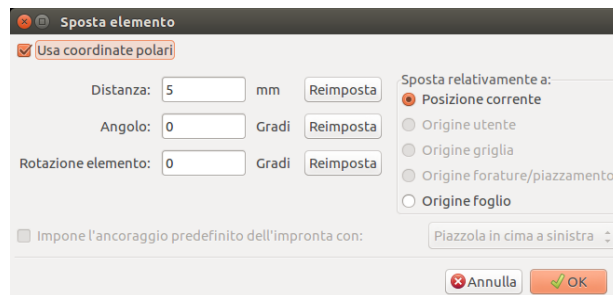 Sposta elemento
Usa coordinate polari
Distanza: 5 mm Reimposta
Angolo: 0 Gradi Reimposta
Rotazione elemento: 0 Gradi Reimposta
Sposta relativamente a:
Posizione corrente
Origine utente
Origine griglia
Origine forature/piazzamento
Origine foglio
Impone l'ancoraggio predefinito dell'impronta con: Piazzola in cima a sinistra
Annulla OK